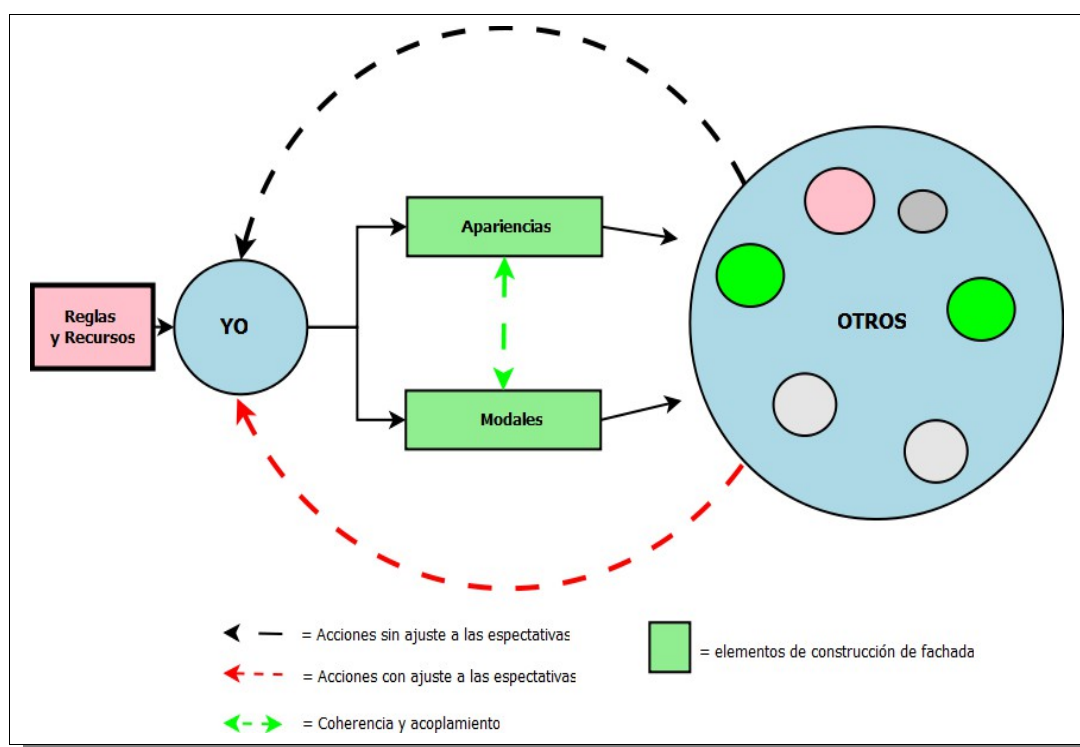 Apariencias
Reglas
y Recursos
YO
OTROS
Modales
= Acciones sin ajuste a las espectativas
= Acciones con ajuste a las espectativas
= Coherencia y acoplamiento
= elementos de construcción de fachada